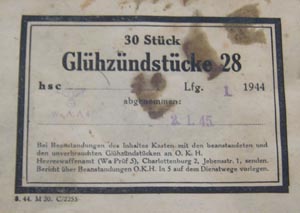 30 Stück
Glühzündstücke 28
hsc Lfg. 1. 1944
abgenommen:
2. 1. 45.
Bei Beanstandungen des Inhaltes Kasten mit den beanstandeten und
den unverbrauchten Glühzündstücken an O. K. H.
Heereswaffenamt (Wa Prüf 5), Charlottenburg 2, Jebensstr. 1, senden.
Bericht über Beanstandungen O.K.H. In 5 auf dem Dienstwege vorlegen.
8. 44. M 20. C/2255